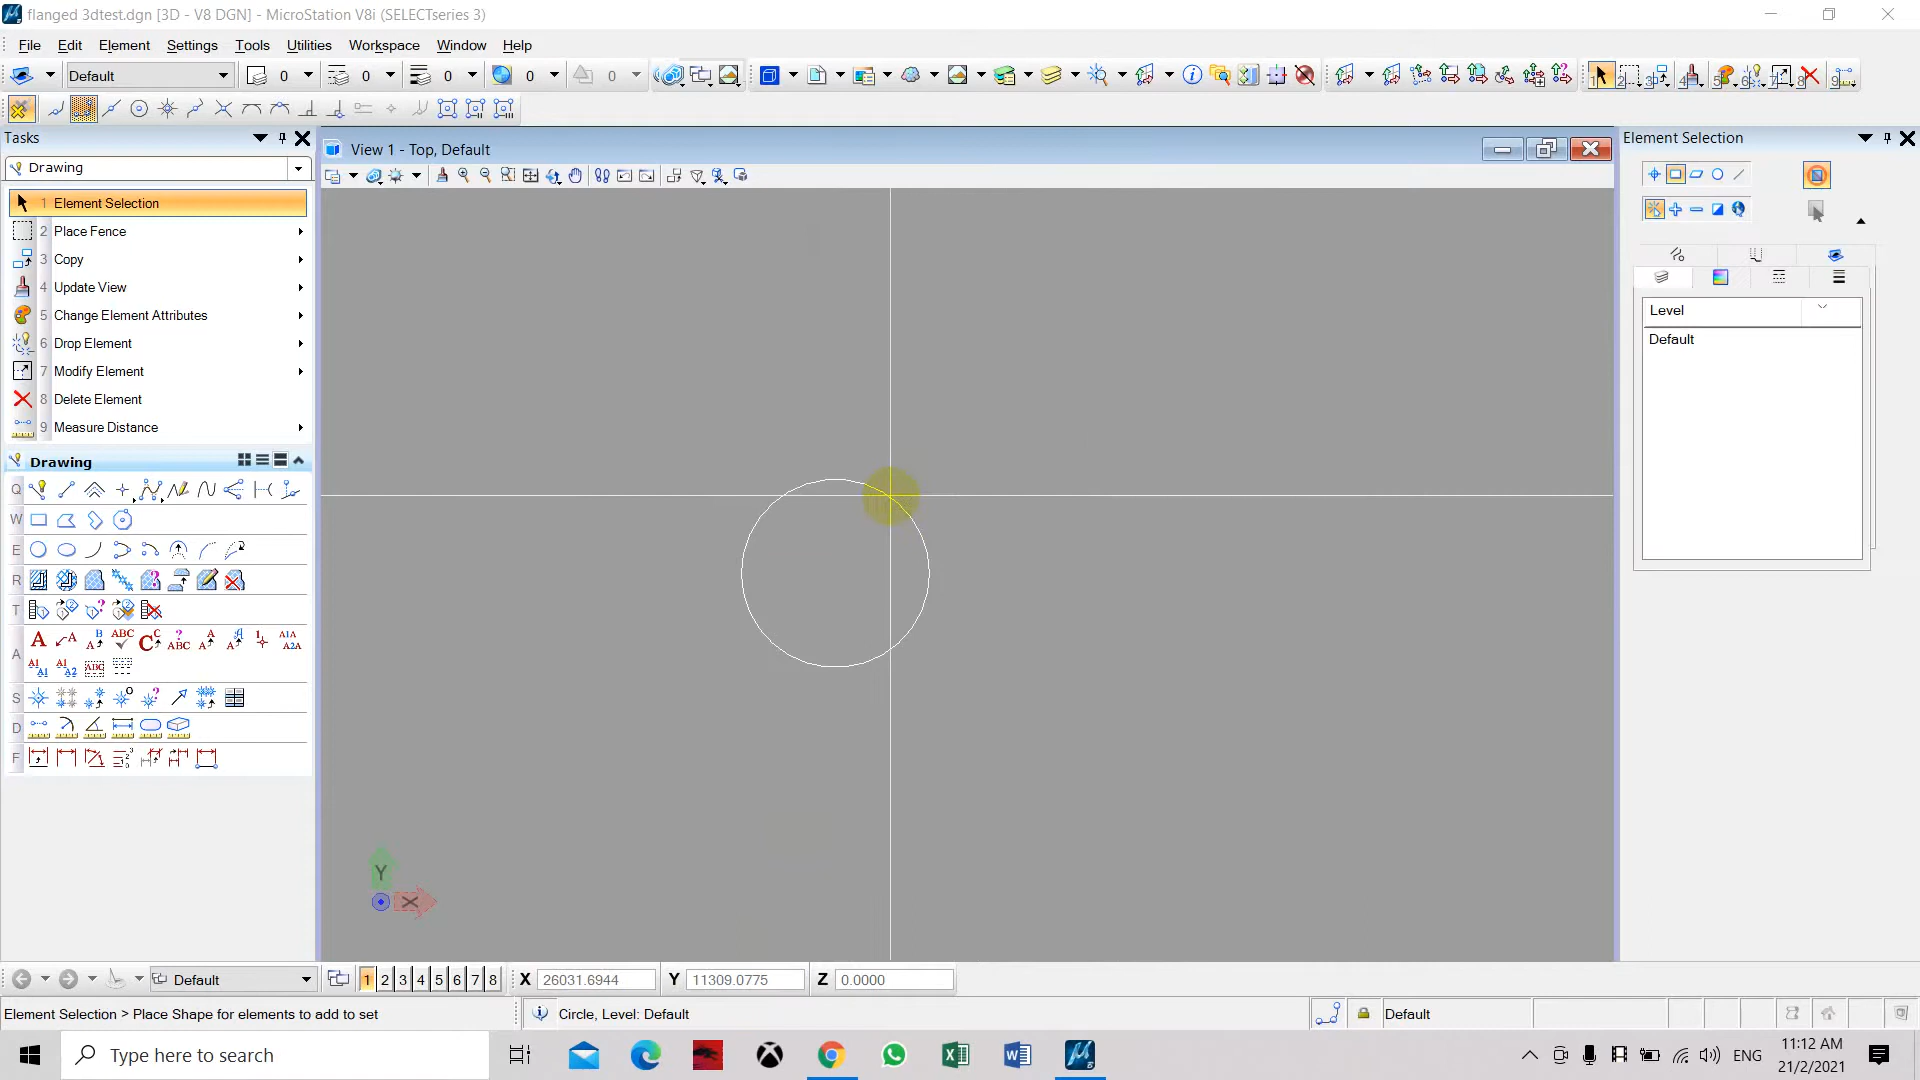 flanged 3dtest.dgn [3D - V8 DGN] - MicroStation V8i (SELECTseries 3)
File Edit Element Settings Tools Utilities Workspace Window Help
Default 0 0 0 0 0
Tasks
Drawing
1 Element Selection
2 Place Fence
3 Copy
4 Update View
5 Change Element Attributes
6 Drop Element
7 Modify Element
8 Delete Element
9 Measure Distance
Drawing
Q
W
E
R
T
A
S
D
F
View 1 - Top, Default
Y
X
Element Selection
Level
Default
Default 1 2 3 4 5 6 7 8 X 26031.6944 Y 11309.0775 Z 0.0000
Element Selection > Place Shape for elements to add to set
Circle, Level: Default
Default
Type here to search
ENG
11:12 AM
21/2/2021